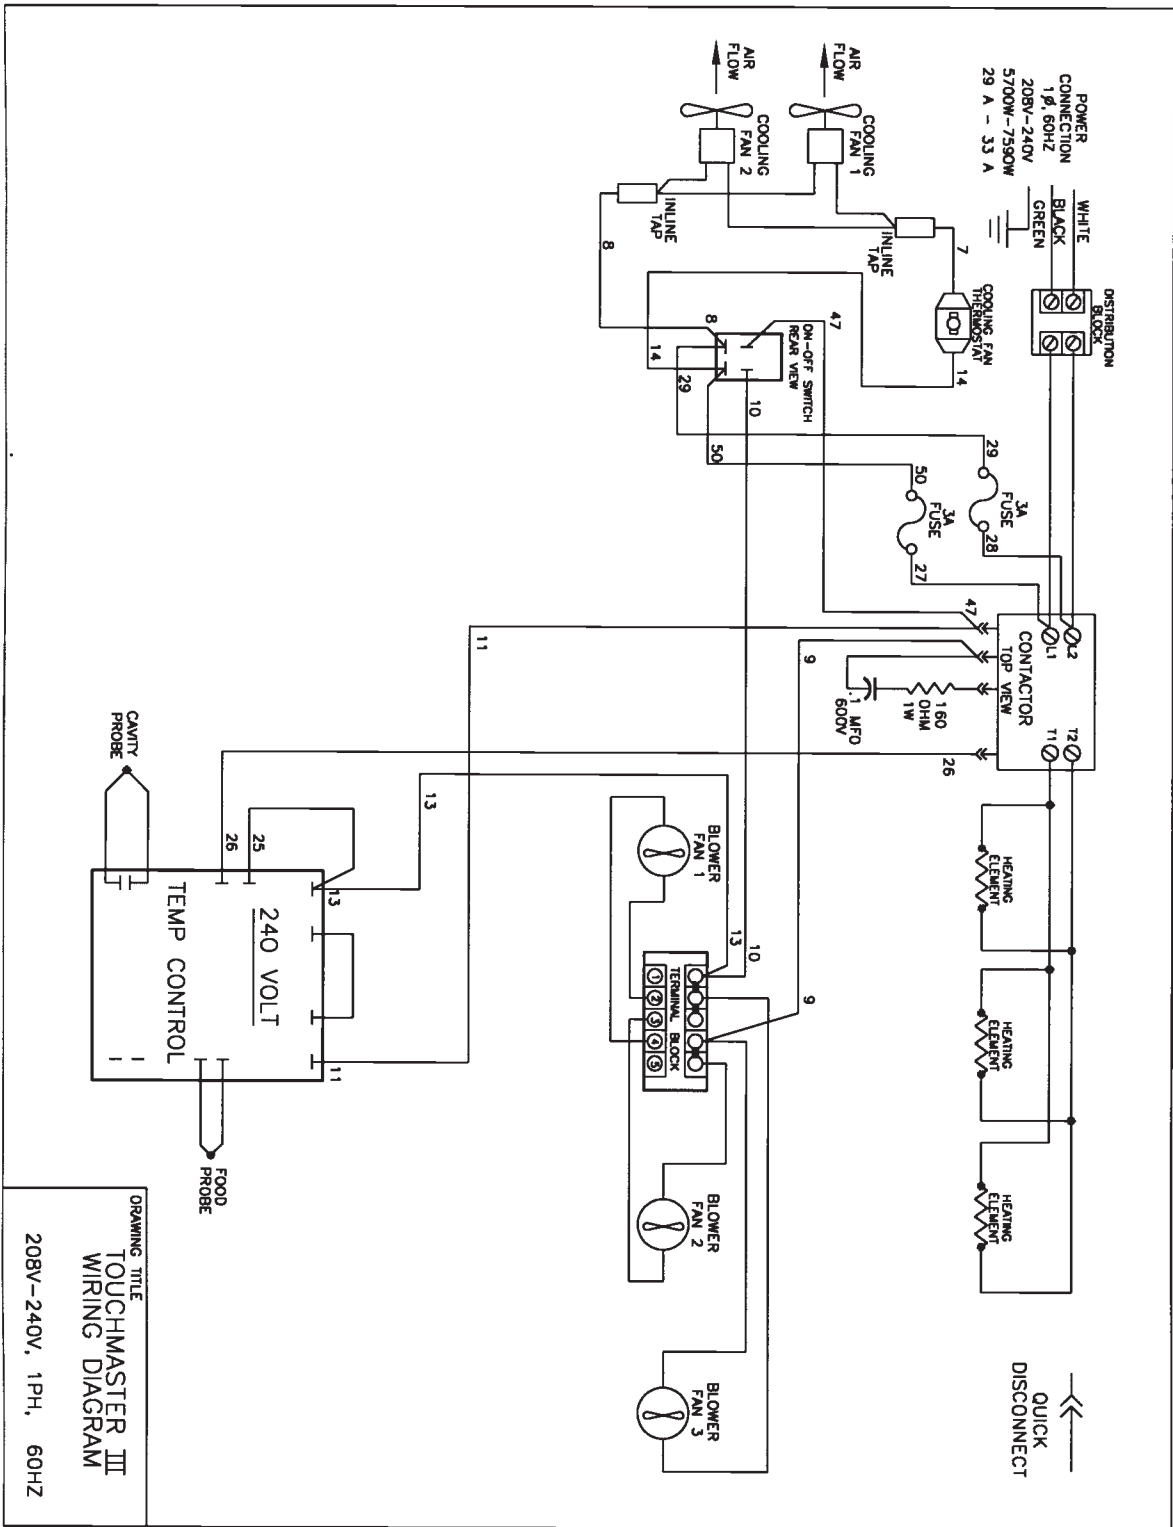 POWER
CONNECTION
1Ø, 60HZ
208V-240V
5700W-7590W
29 A - 33 A
WHITE
BLACK
GREEN
DISTRIBUTION
BLOCK
AIR
FLOW
COOLING
FAN 1
AIR
FLOW
COOLING
FAN 2
INLINE
TAP
INLINE
TAP
7
8
COOLING FAN
THERMOSTAT
14
8
14
29
47
ON-OFF SWITCH
REAR VIEW
10
50
29
3A
FUSE
28
50
3A
FUSE
27
47
L2
L1
CONTACTOR
TOP VIEW
T2
T1
11
9
160
OHM
1W
.1 MFD
600V
26
HEATING
ELEMENT
HEATING
ELEMENT
HEATING
ELEMENT
QUICK
DISCONNECT
BLOWER
FAN 1
13
10
9
TERMINAL BLOCK
1
2
3
4
5
BLOWER
FAN 2
BLOWER
FAN 3
13
CAVITY
PROBE
26
25
13
11
240 VOLT
TEMP CONTROL
FOOD
PROBE
DRAWING TITLE
TOUCHMASTER III
WIRING DIAGRAM
208V-240V, 1PH, 60HZ